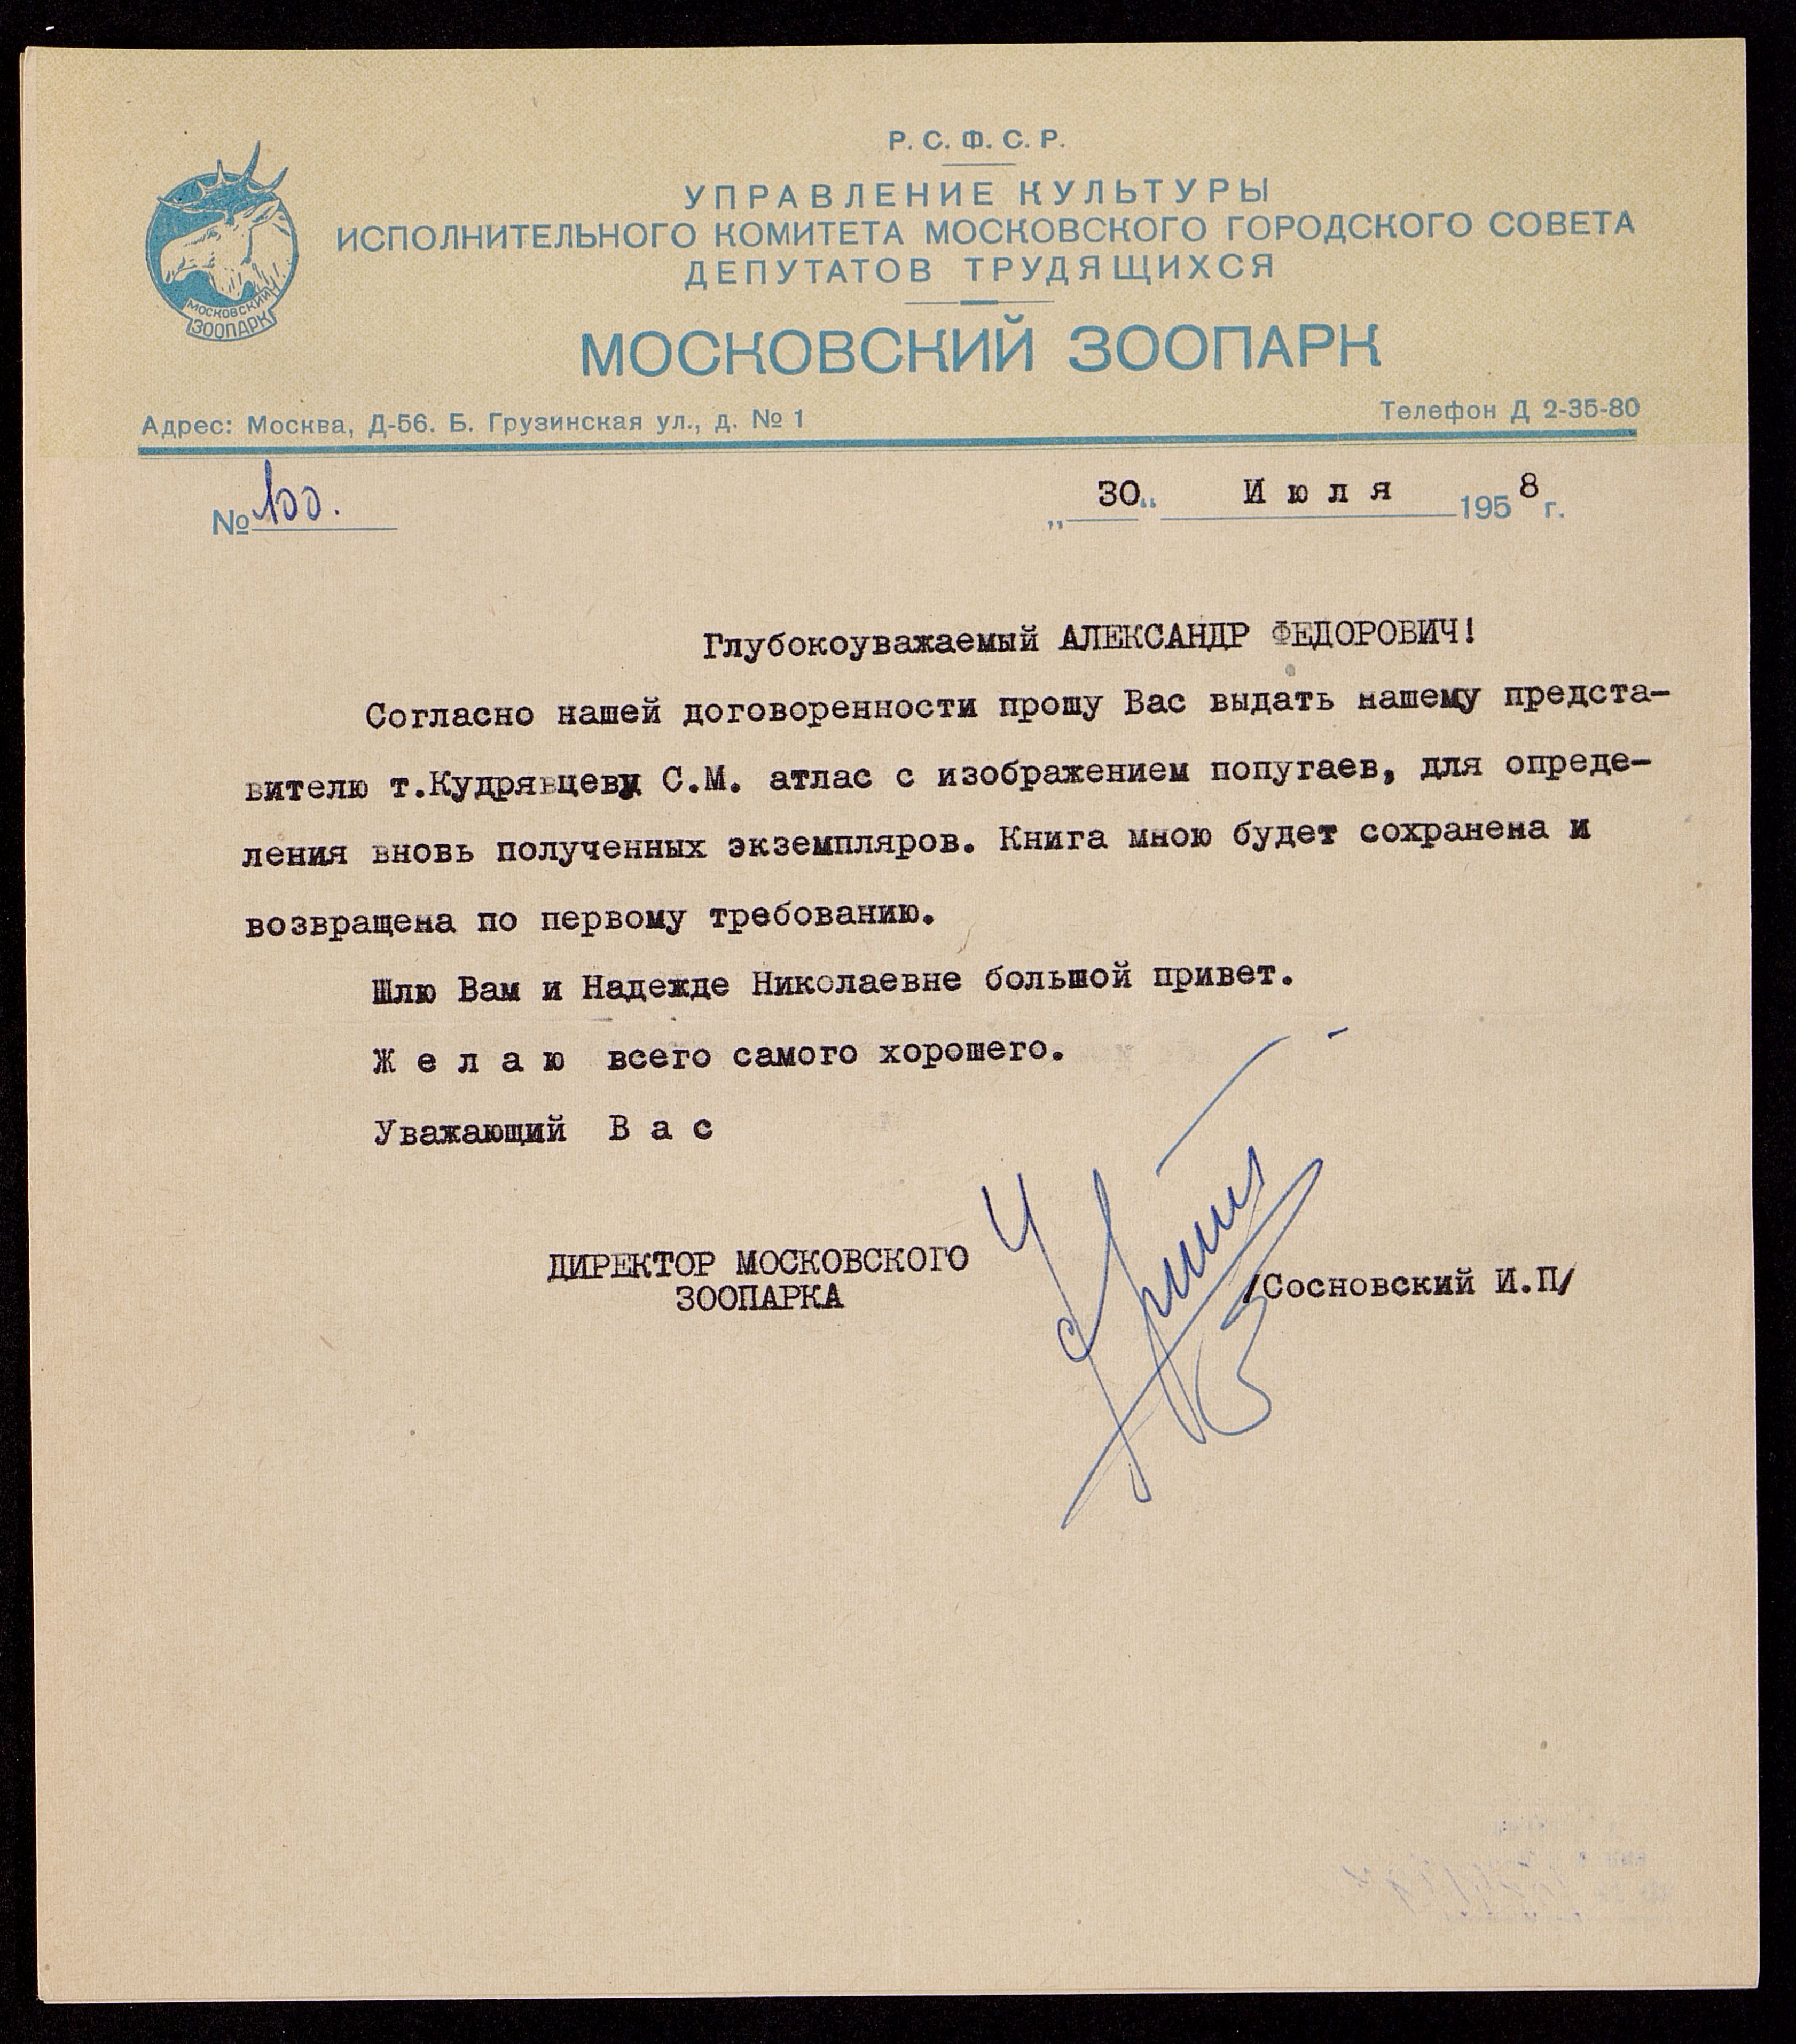 Р. С. Ф. С. Р.
УПРАВЛЕНИЕ КУЛЬТУРЫ
ИСПОЛНИТЕЛЬНОГО КОМИТЕТА МОСКОВСКОГО ГОРОДСКОГО СОВЕТА
ДЕПУТАТОВ ТРУДЯЩИХСЯ
МОСКОВСКИЙ
ЗООПАРК
МОСКОВСКИЙ ЗООПАРК
Адрес: Москва, Д-56. Б. Грузинская ул., д. № 1 Телефон Д 2-35-80
№ 100. „30“ Июля 1958 г.
Глубокоуважаемый АЛЕКСАНДР ФЕДОРОВИЧ!
Согласно нашей договоренности прошу Вас выдать нашему предста-
вителю т.Кудрявцеву С.М. атлас с изображением попугаев, для опреде-
ления вновь полученных экземпляров. Книга мною будет сохранена и
возвращена по первому требованию.
Шлю Вам и Надежде Николаевне большой привет.
Ж е л а ю всего самого хорошего.
Уважающий В а с
ДИРЕКТОР МОСКОВСКОГО
ЗООПАРКА /Сосновский И.П/